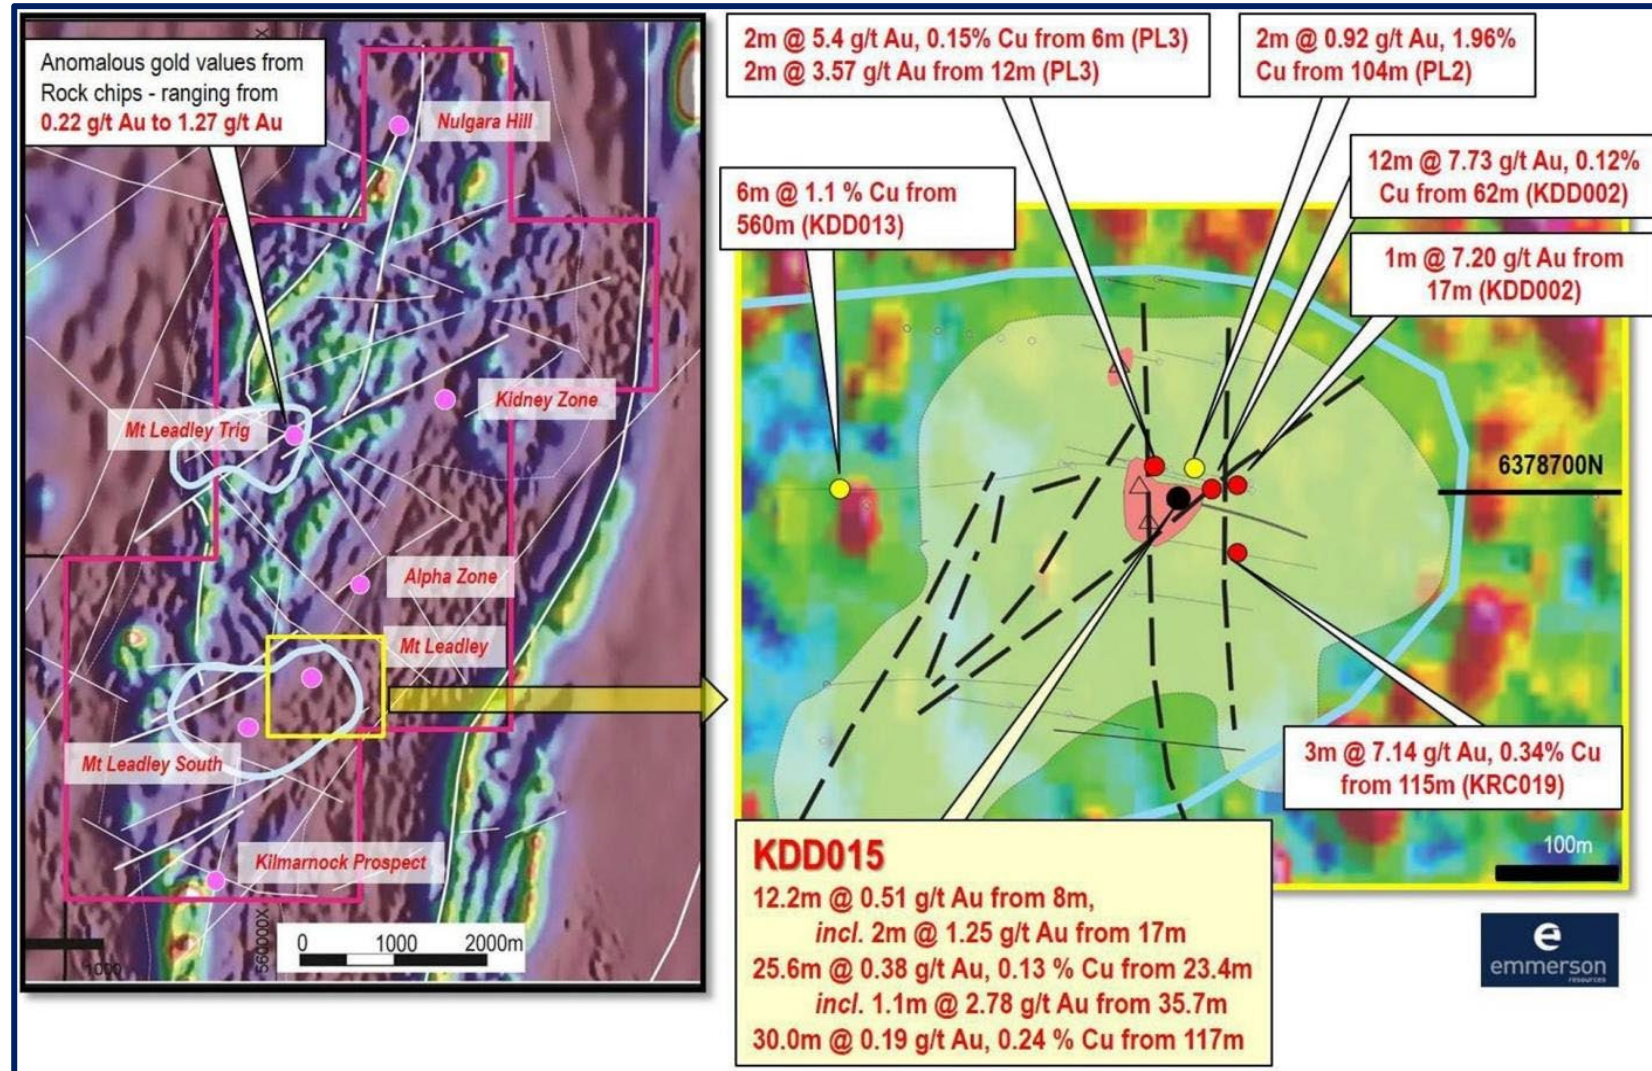 Anomalous gold values from
Rock chips - ranging from
0.22 g/t Au to 1.27 g/t Au
Nulgara Hill
Kidney Zone
Mt Leadley Trig
Alpha Zone
Mt Leadley
Mt Leadley South
Kilmarnock Prospect
0 1000 2000m
1000
560000X
2m @ 5.4 g/t Au, 0.15% Cu from 6m (PL3)
2m @ 3.57 g/t Au from 12m (PL3)
2m @ 0.92 g/t Au, 1.96%
Cu from 104m (PL2)
12m @ 7.73 g/t Au, 0.12%
Cu from 62m (KDD002)
6m @ 1.1 % Cu from
560m (KDD013)
1m @ 7.20 g/t Au from
17m (KDD002)
6378700N
3m @ 7.14 g/t Au, 0.34% Cu
from 115m (KRC019)
100m
KDD015
12.2m @ 0.51 g/t Au from 8m,
incl. 2m @ 1.25 g/t Au from 17m
25.6m @ 0.38 g/t Au, 0.13 % Cu from 23.4m
incl. 1.1m @ 2.78 g/t Au from 35.7m
30.0m @ 0.19 g/t Au, 0.24 % Cu from 117m
e
emmerson
resources